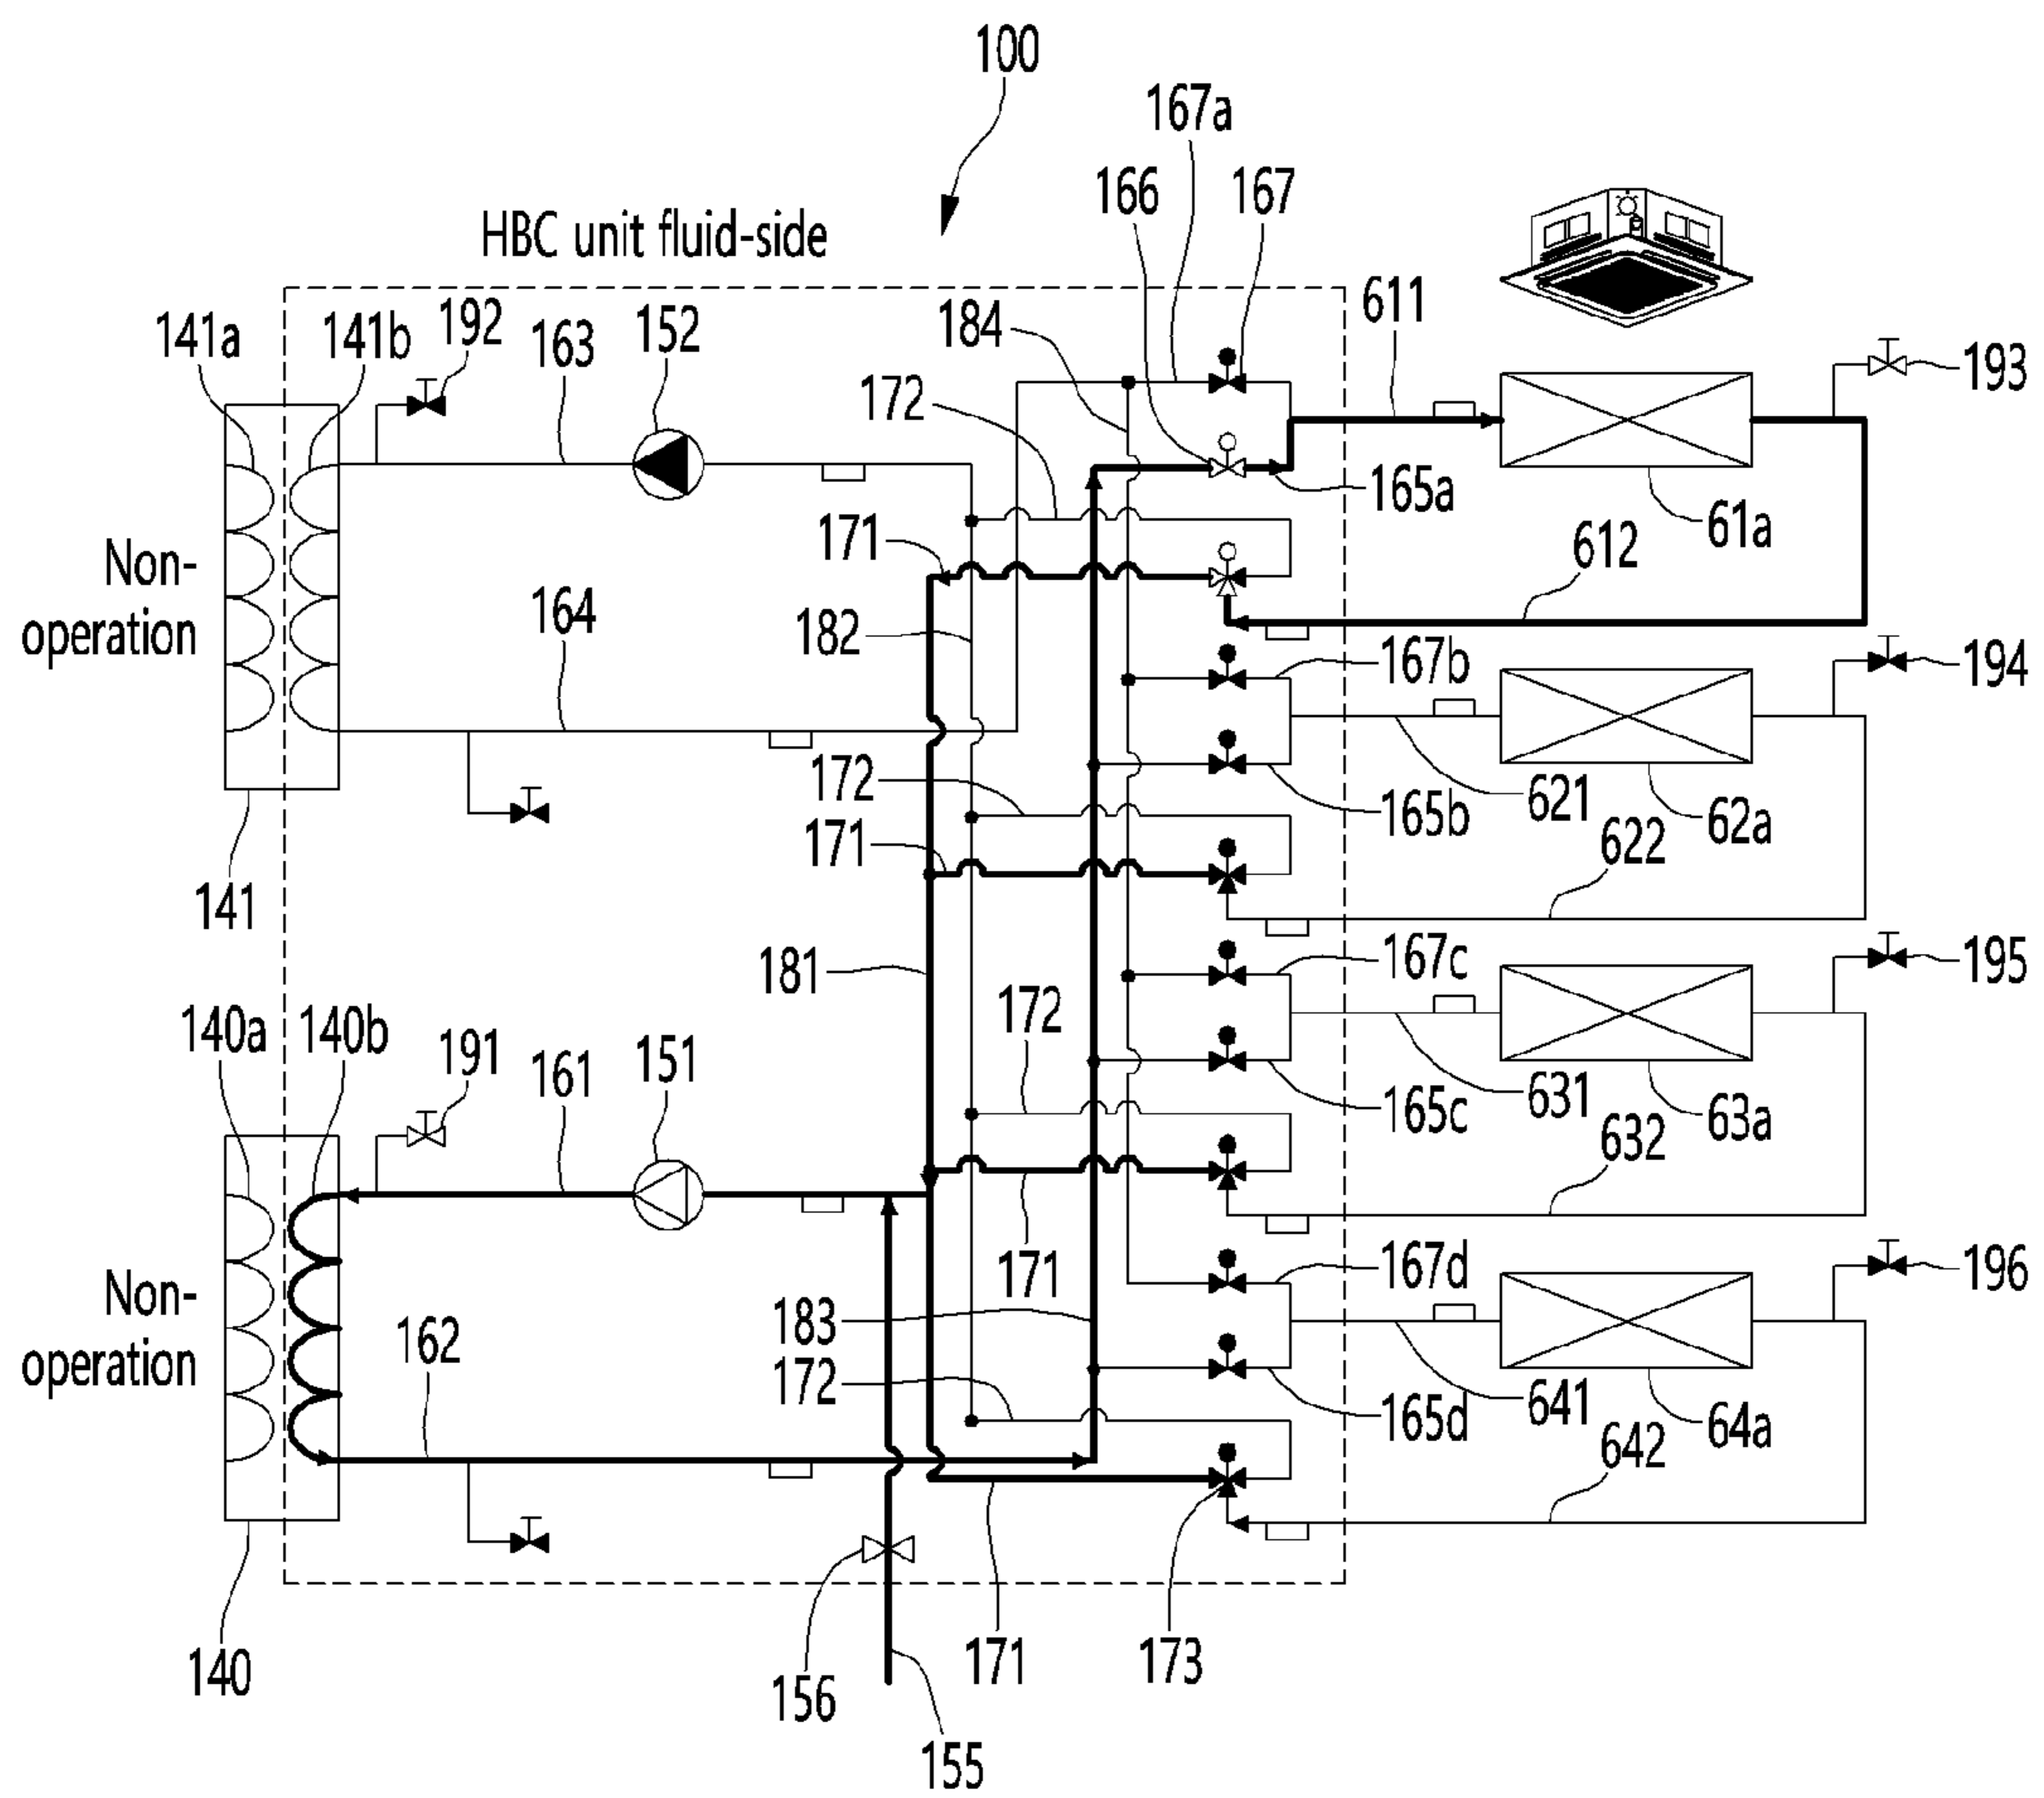 100
167a
166
167
HBC unit fluid-side
611
184
141a
141b
192
163
152
172
193
165a
61a
171
612
Non-
operation
164
182
167b
194
172
165b
621
62a
171
622
141
181
167c
195
140a
140b
191
161
151
172
165c
631
63a
632
171
167d
196
Non-
operation
183
162
172
165d
641
64a
642
140
156
171
173
155